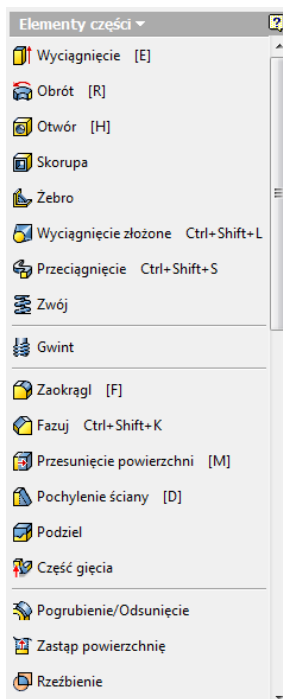 Elementy części
Wyciągnięcie [E]
Obrót [R]
Otwór [H]
Skorupa
Żebro
Wyciągnięcie złożone Ctrl+Shift+L
Przeciągnięcie Ctrl+Shift+S
Zwój
Gwint
Zaokrągl [F]
Fazuj Ctrl+Shift+K
Przesunięcie powierzchni [M]
Pochylenie ściany [D]
Podziel
Część gięcia
Pogrubienie/Odsunięcie
Zastąp powierzchnię
Rzeźbienie